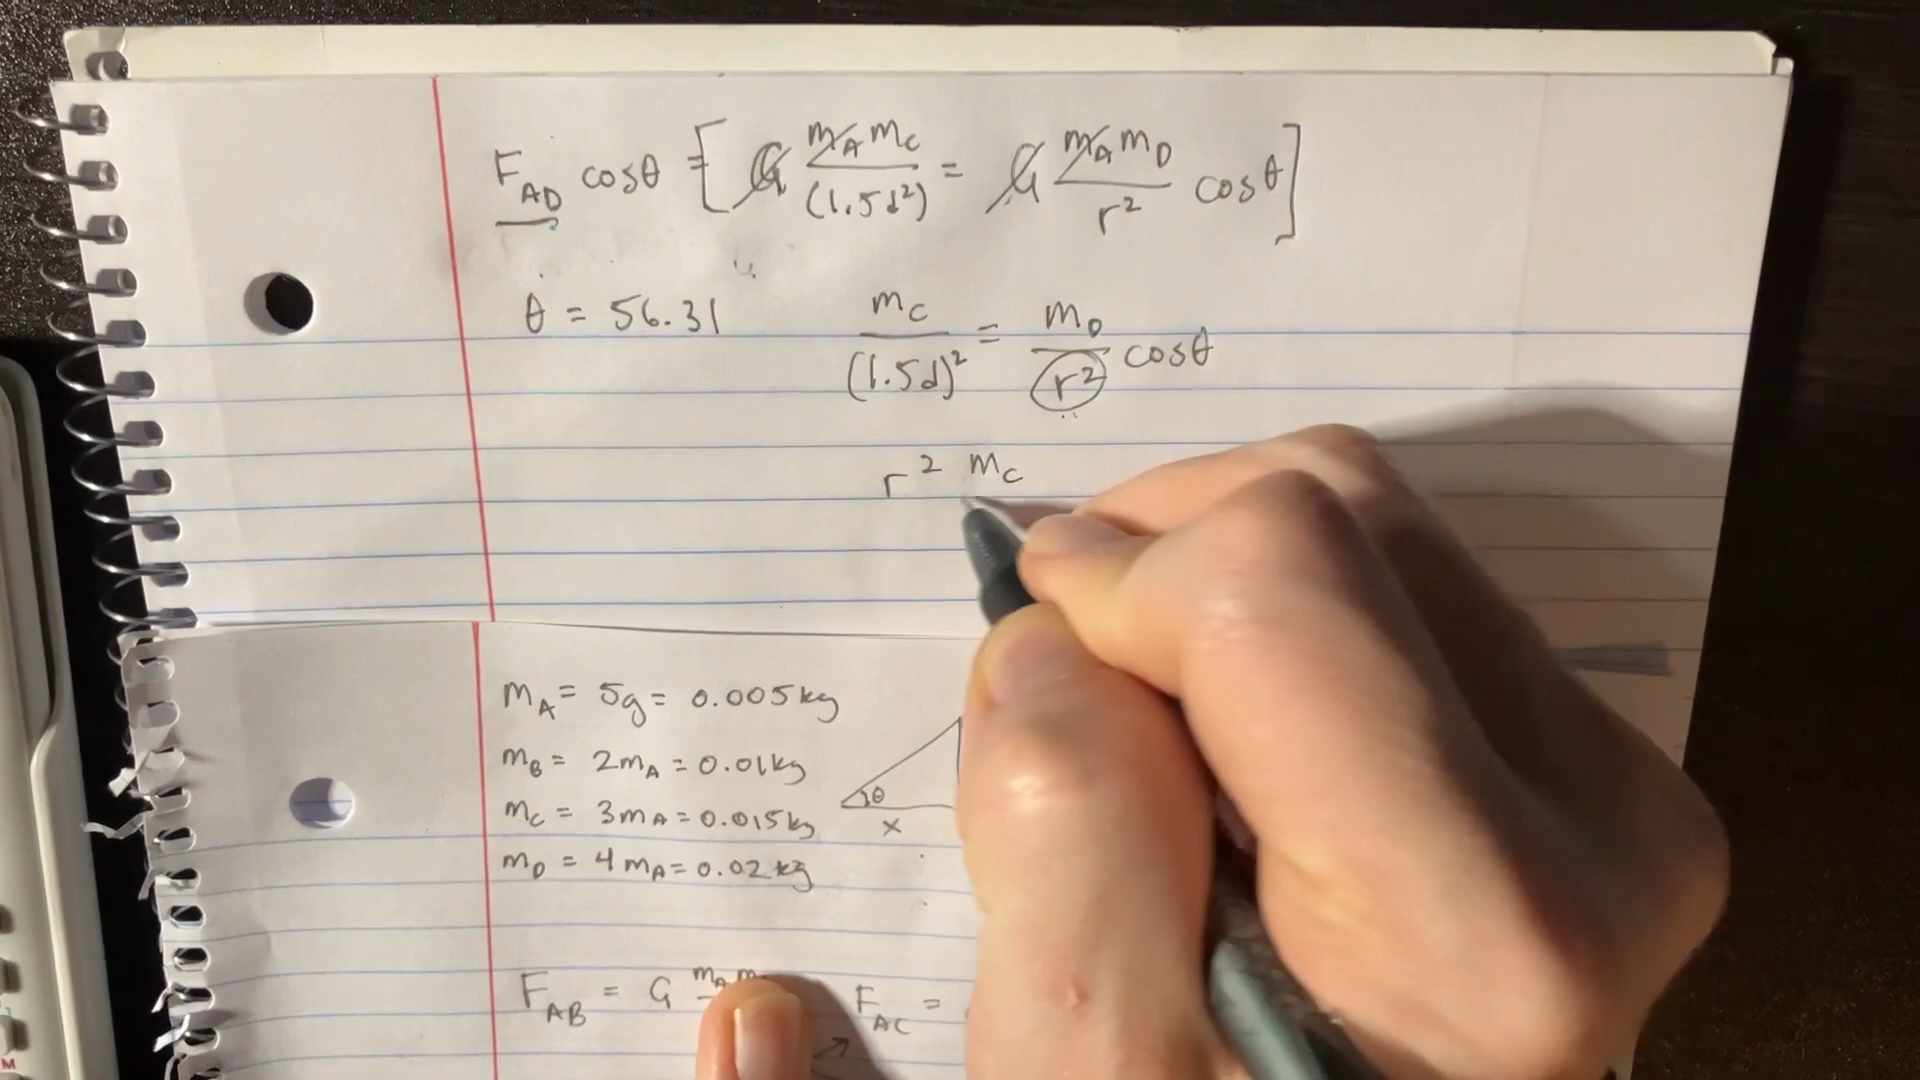 F_AD cosθ = [G m_A m_C / (1.5d²) = G m_A m_D / r² cosθ]
θ = 56.31
m_C / (1.5d)² = m_D / r² cosθ
r² m_C
m_A = 5g = 0.005kg
m_B = 2m_A = 0.01kg
m_C = 3m_A = 0.015kg
m_D = 4m_A = 0.02kg
θ
x
F_AB = G m_A m
F_AC =
M